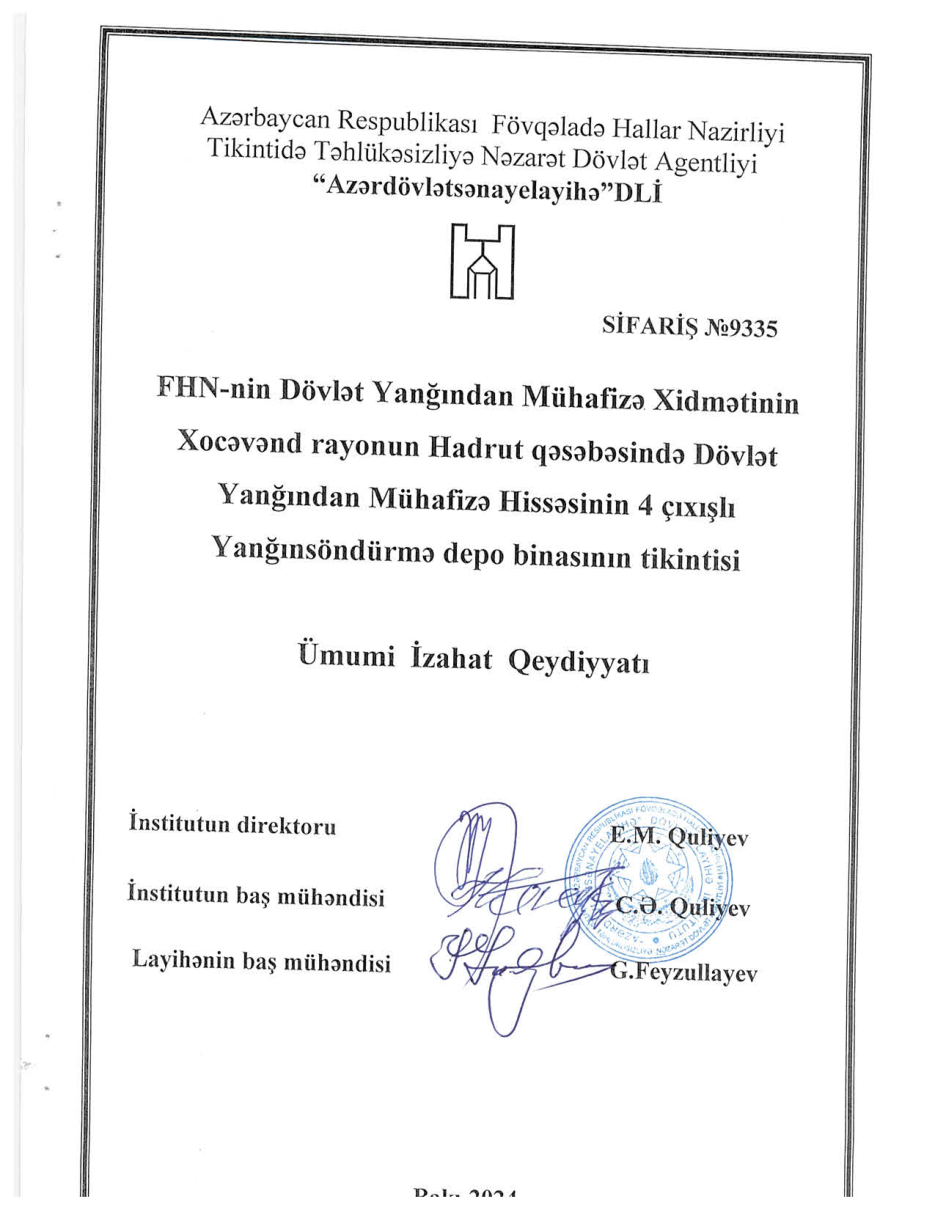 Azərbaycan Respublikası Fövqəladə Hallar Nazirliyi
Tikintidə Təhlükəsizliyə Nəzarət Dövlət Agentliyi
“Azərdövlətsənayelayihə”DLİ
SİFARİŞ №9335
FHN-nin Dövlət Yanğından Mühafizə Xidmətinin
Xocəvənd rayonun Hadrut qəsəbəsində Dövlət
Yanğından Mühafizə Hissəsinin 4 çıxışlı
Yanğınsöndürmə depo binasının tikintisi
Ümumi İzahat Qeydiyyatı
İnstitutun direktoru E.M. Quliyev
İnstitutun baş mühəndisi C.Ə. Quliyev
Layihənin baş mühəndisi G.Feyzullayev
Bakı 2024